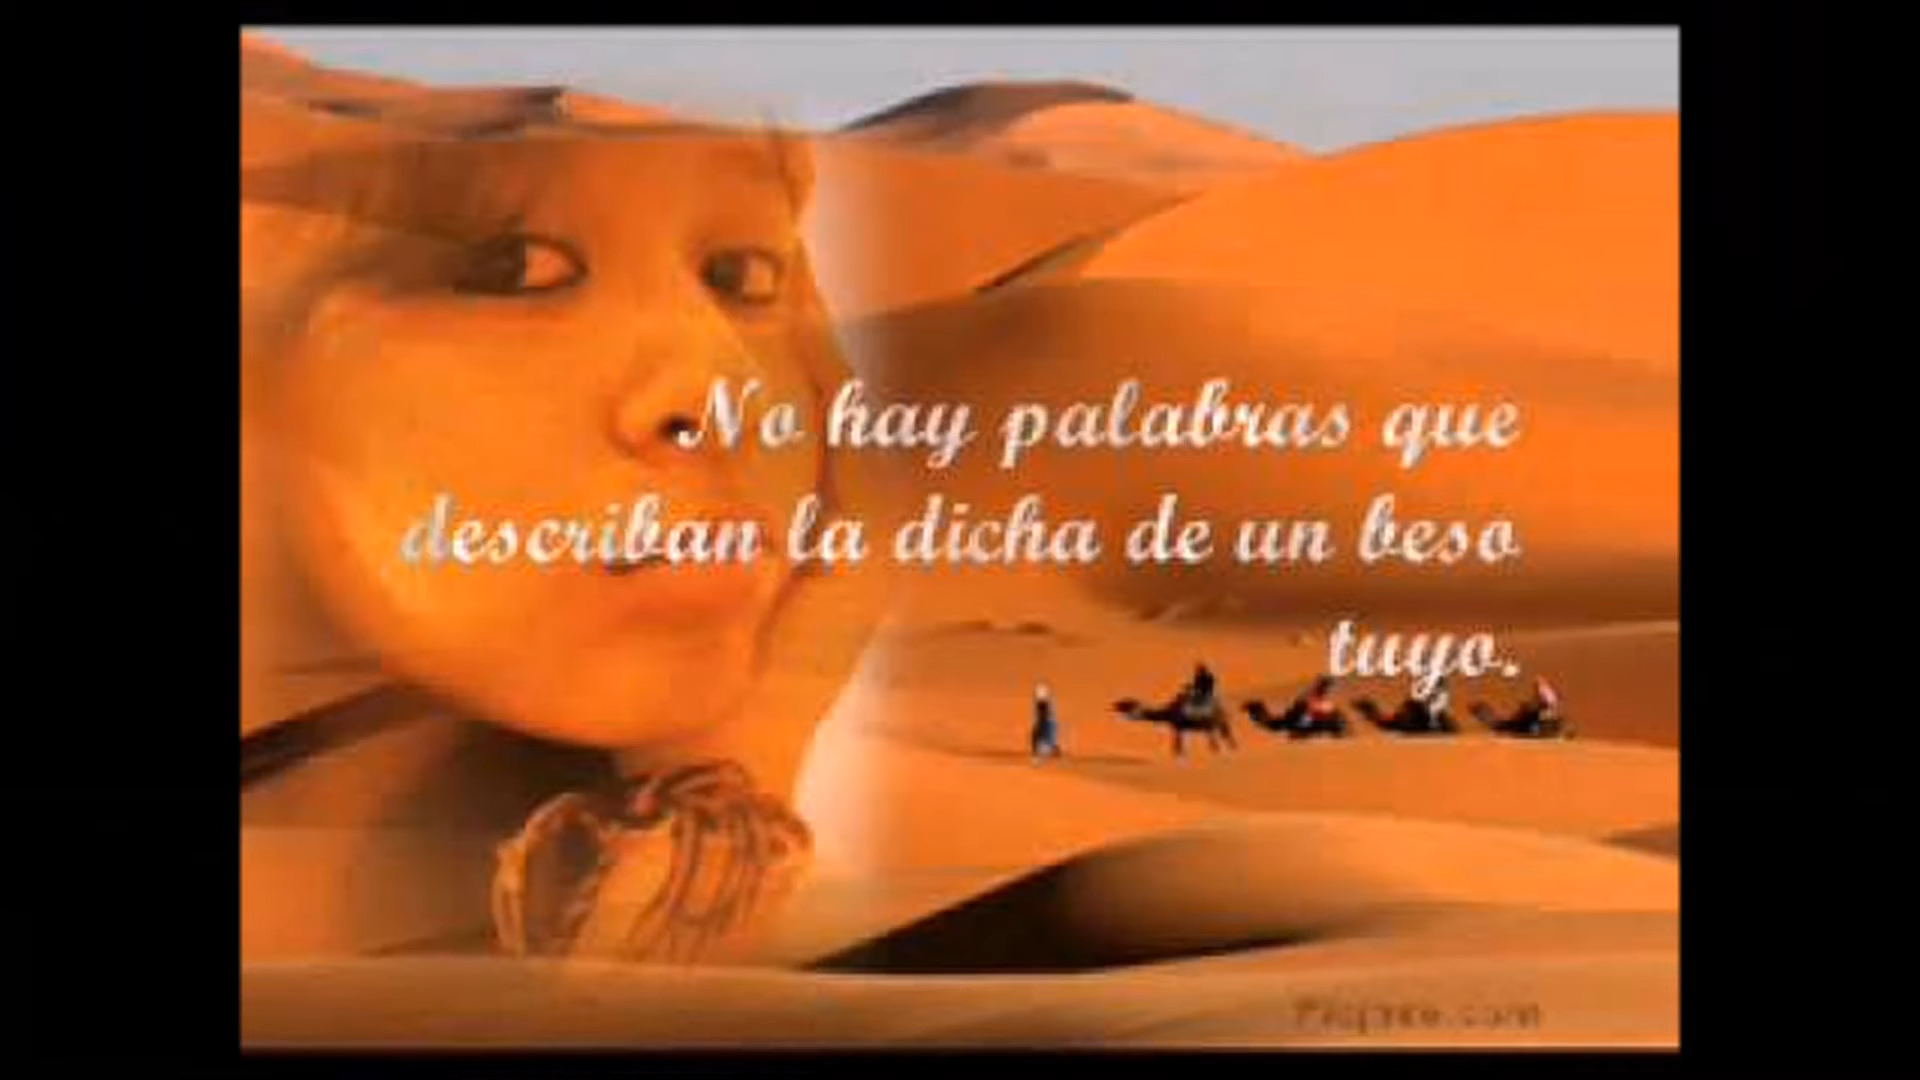 No hay palabras que
describan la dicha de un beso
tuyo.